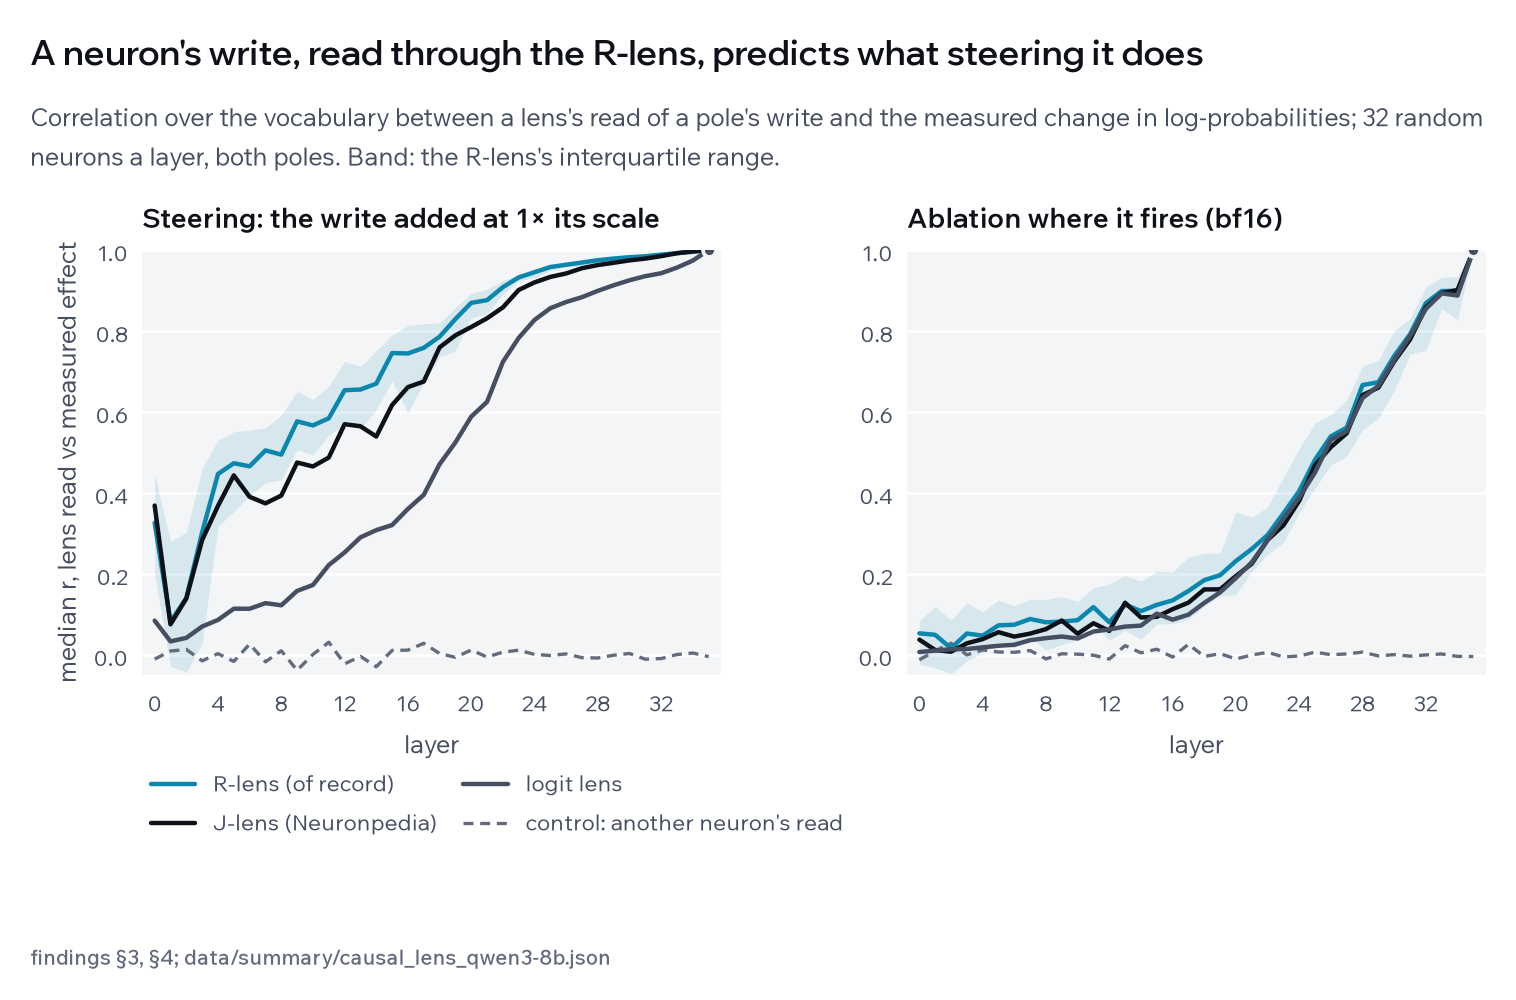 A neuron's write, read through the R-lens, predicts what steering it does
Correlation over the vocabulary between a lens's read of a pole's write and the measured change in log-probabilities; 32 random
neurons a layer, both poles. Band: the R-lens's interquartile range.
Steering: the write added at 1× its scale
median r, lens read vs measured effect
1.0
0.8
0.6
0.4
0.2
0.0
0 4 8 12 16 20 24 28 32
layer
Ablation where it fires (bf16)
1.0
0.8
0.6
0.4
0.2
0.0
0 4 8 12 16 20 24 28 32
layer
R-lens (of record)
logit lens
J-lens (Neuronpedia)
control: another neuron's read
findings §3, §4; data/summary/causal_lens_qwen3-8b.json